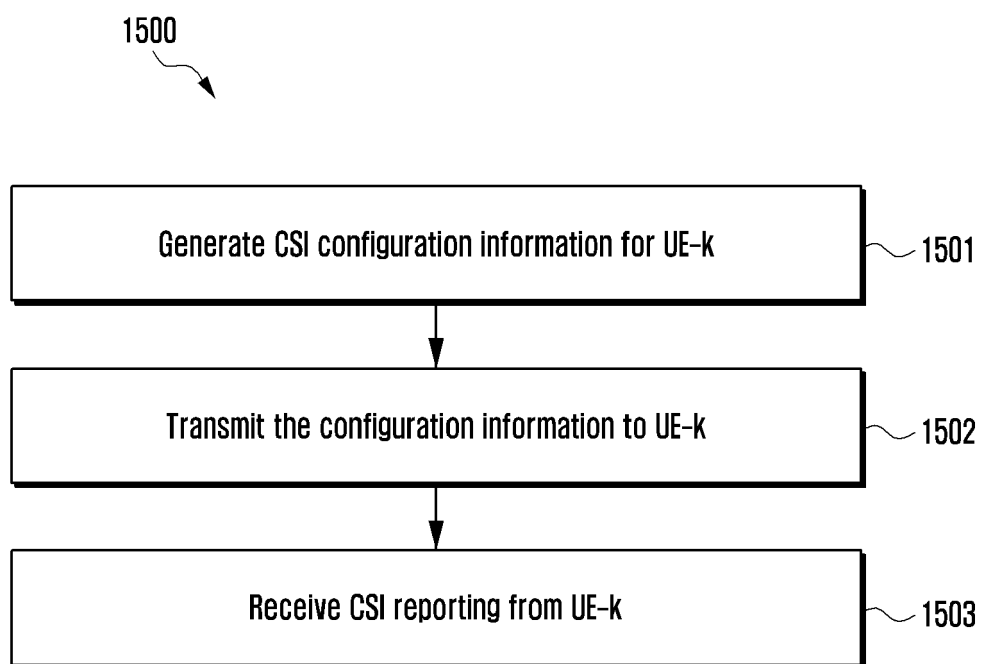 1500
Generate CSI configuration information for UE-k
1501
Transmit the configuration information to UE-k
1502
Receive CSI reporting from UE-k
1503